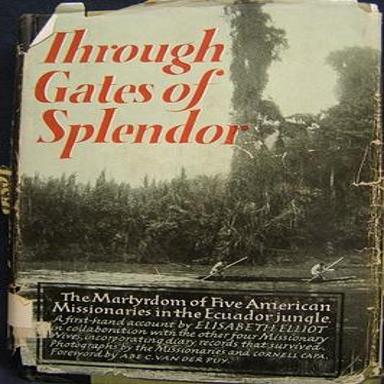 Through
Gates of
Splendor
The Martyrdom of Five American
Missionaries in the Ecuador jungle.
A first-hand account by ELISABETH ELLIOT
in collaboration with the other four Missionary
Wives, incorporating diary records that survived.
Photographs by the Missionaries and CORNELL CAPA.
Foreword by ABE C. VAN DER PUY.